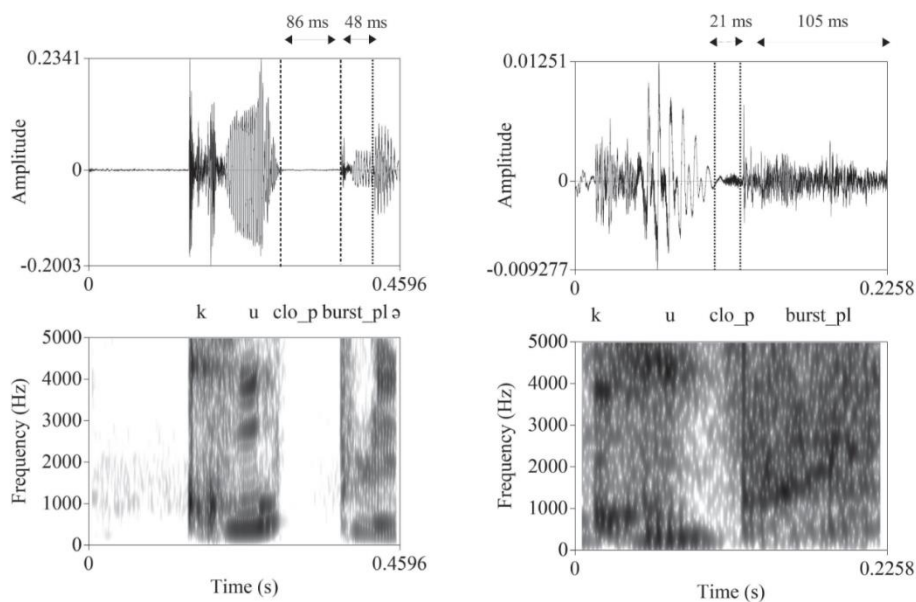 86 ms 48 ms
0.2341
Amplitude
0
-0.2003
0 0.4596
k u clo_p burst_pl ə
5000
4000
3000
2000
1000
0
Frequency (Hz)
0 0.4596
Time (s)
21 ms 105 ms
0.01251
Amplitude
0
-0.009277
0 0.2258
k u clo_p burst_pl
5000
4000
3000
2000
1000
0
Frequency (Hz)
0 0.2258
Time (s)